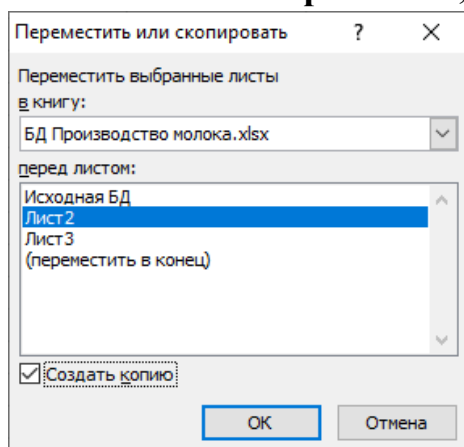 Переместить или скопировать ? ×
Переместить выбранные листы
в книгу:
БД Производство молока.xlsx
перед листом:
Исходная БД
Лист2
Лист3
(переместить в конец)
Создать копию
ОК Отмена